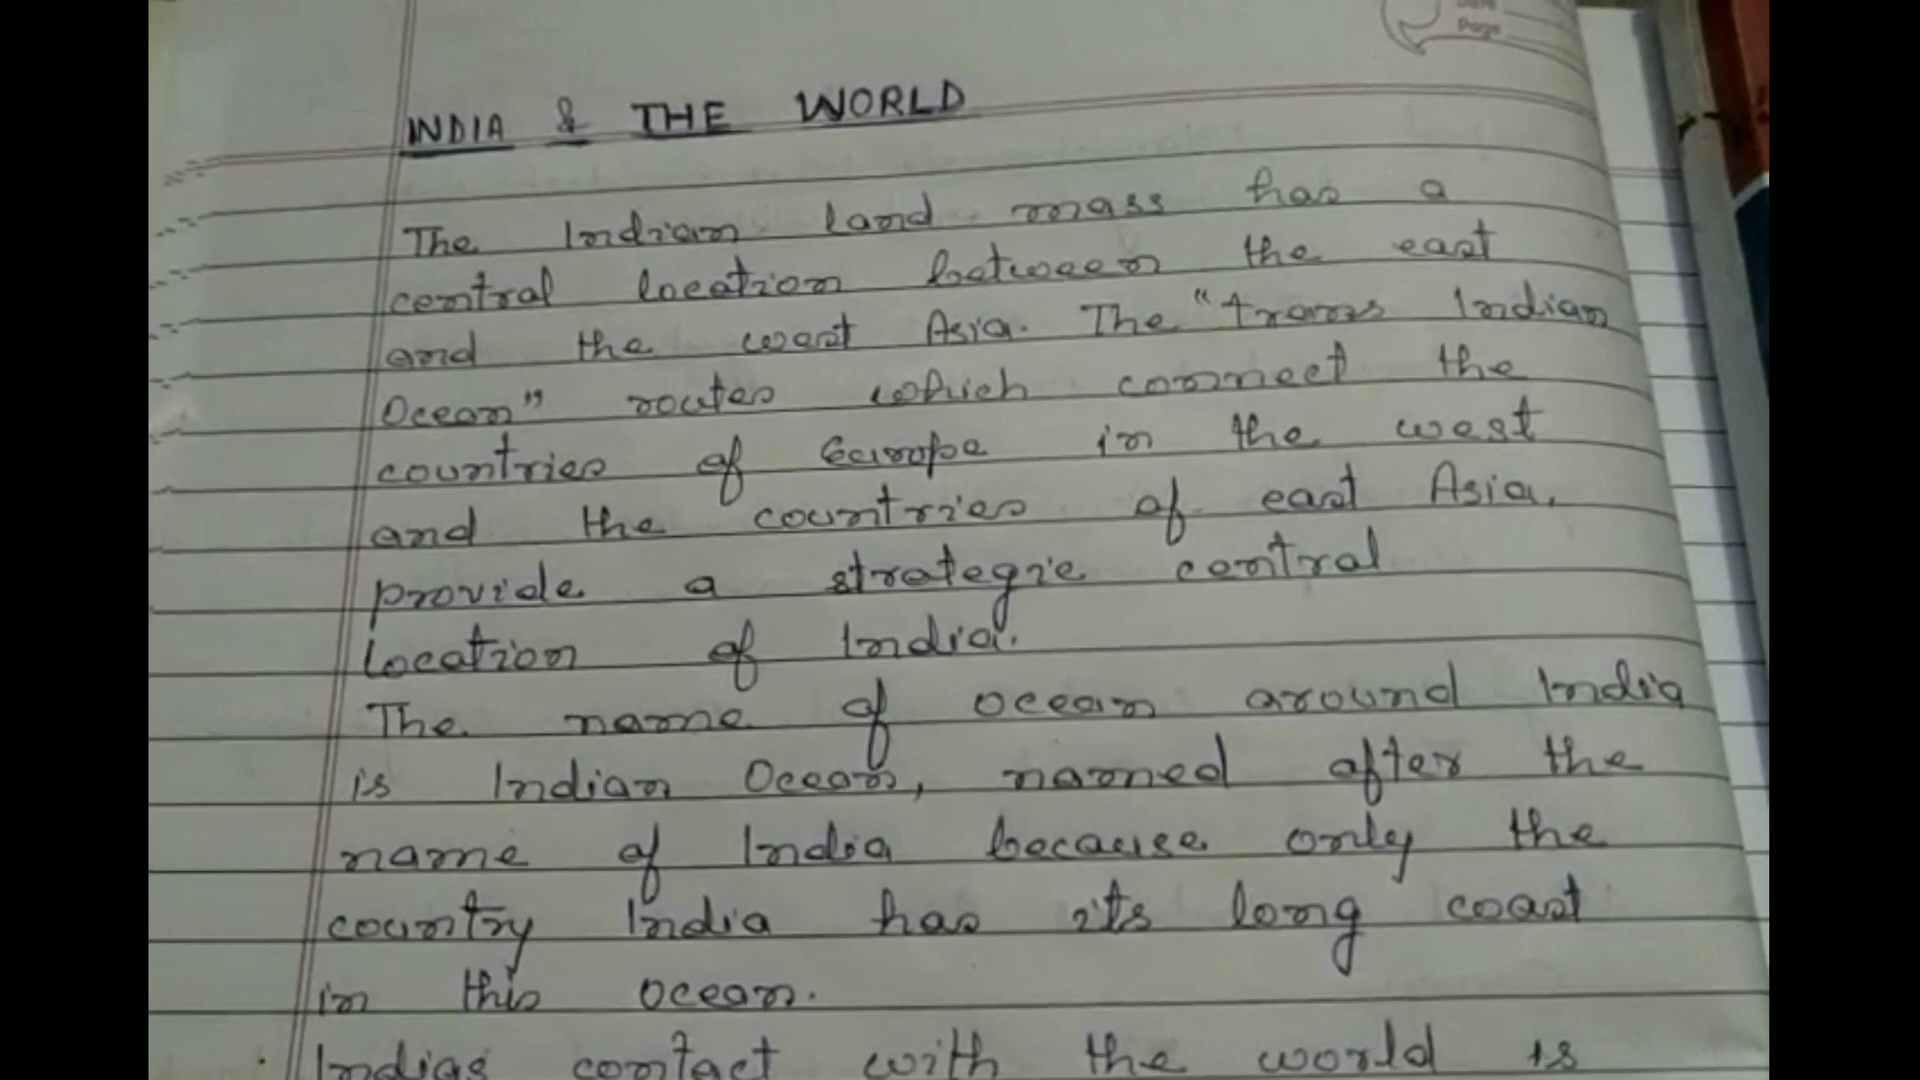 Date
Page
INDIA & THE WORLD
The Indian land mass has a
central location between the east
and the west Asia. The "trans Indian
Ocean" routes which connect the
countries of Europe in the west
and the countries of east Asia,
provide a strategic central
location of India.
The name of ocean around India
is Indian Ocean, named after the
name of India because only the
country India has its long coast
in this ocean.
Indias contact with the world is